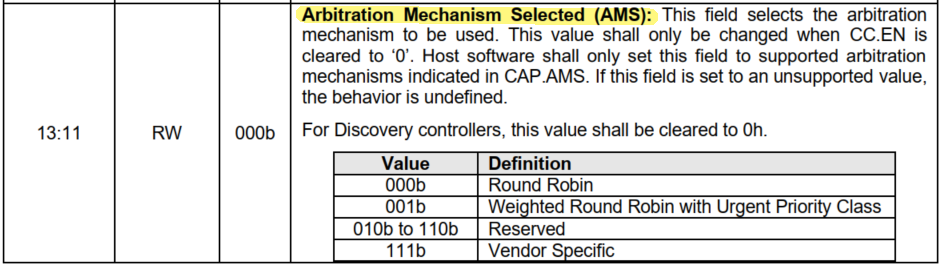 Arbitration Mechanism Selected (AMS): This field selects the arbitration
mechanism to be used. This value shall only be changed when CC.EN is
cleared to ‘0’. Host software shall only set this field to supported arbitration
mechanisms indicated in CAP.AMS. If this field is set to an unsupported value,
the behavior is undefined.
13:11 RW 000b For Discovery controllers, this value shall be cleared to 0h.
Value Definition
000b Round Robin
001b Weighted Round Robin with Urgent Priority Class
010b to 110b Reserved
111b Vendor Specific